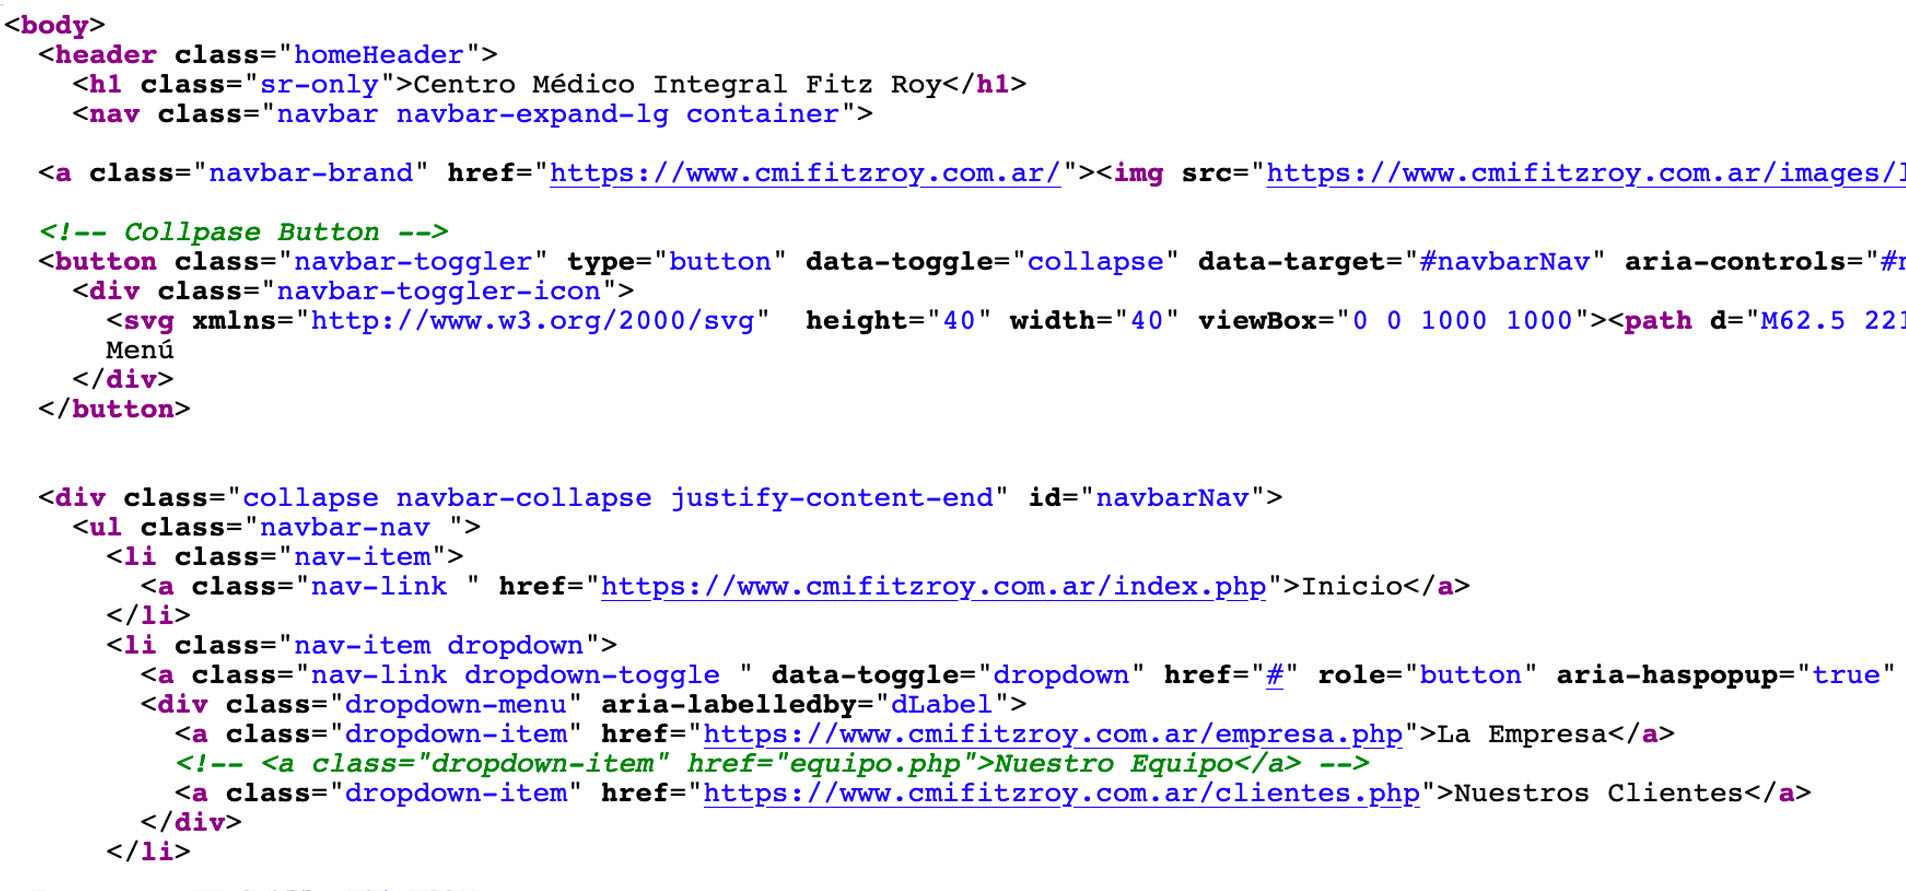 <body>
<header class="homeHeader">
<h1 class="sr-only">Centro Médico Integral Fitz Roy</h1>
<nav class="navbar navbar-expand-lg container">
<a class="navbar-brand" href="https://www.cmifitzroy.com.ar/"><img src="https://www.cmifitzroy.com.ar/images/
<!-- Collpase Button -->
<button class="navbar-toggler" type="button" data-toggle="collapse" data-target="#navbarNav" aria-controls="#
<div class="navbar-toggler-icon">
<svg xmlns="http://www.w3.org/2000/svg"  height="40" width="40" viewBox="0 0 1000 1000"><path d="M62.5 221
Menú
</div>
</button>
<div class="collapse navbar-collapse justify-content-end" id="navbarNav">
<ul class="navbar-nav ">
<li class="nav-item">
<a class="nav-link " href="https://www.cmifitzroy.com.ar/index.php">Inicio</a>
</li>
<li class="nav-item dropdown">
<a class="nav-link dropdown-toggle " data-toggle="dropdown" href="#" role="button" aria-haspopup="true"
<div class="dropdown-menu" aria-labelledby="dLabel">
<a class="dropdown-item" href="https://www.cmifitzroy.com.ar/empresa.php">La Empresa</a>
<!-- <a class="dropdown-item" href="equipo.php">Nuestro Equipo</a> -->
<a class="dropdown-item" href="https://www.cmifitzroy.com.ar/clientes.php">Nuestros Clientes</a>
</div>
</li>